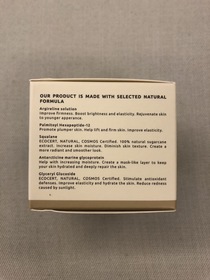 OUR PRODUCT IS MADE WITH SELECTED NATURAL
FORMULA
Argireline solution
Improve firmness. Boost brightness and elasticity. Rejuvenate skin
to younger apperance.
Palmitoyl Hexapeptide-12
Promote plumper skin. Help lift and firm skin, improve elasticity.
Squalane
ECOCERT, NATURAL, COSMOS Certified. 100% natural sugarcane
extract. Increase skin moisture. Diminish skin texture. Create a
more radiant and smoother look.
Antarcticine marine glycoprotein
Help with increasing moisture. Create a mask-like layer to keep
your skin hydrated and deeply repair the skin.
Glyceryl Glucoside
ECOCERT, NATURAL, COSMOS Certified. Stimulate antioxidant
defenses. Improve elasticity and hydrate the skin. Reduce redness
caused by sunlight.